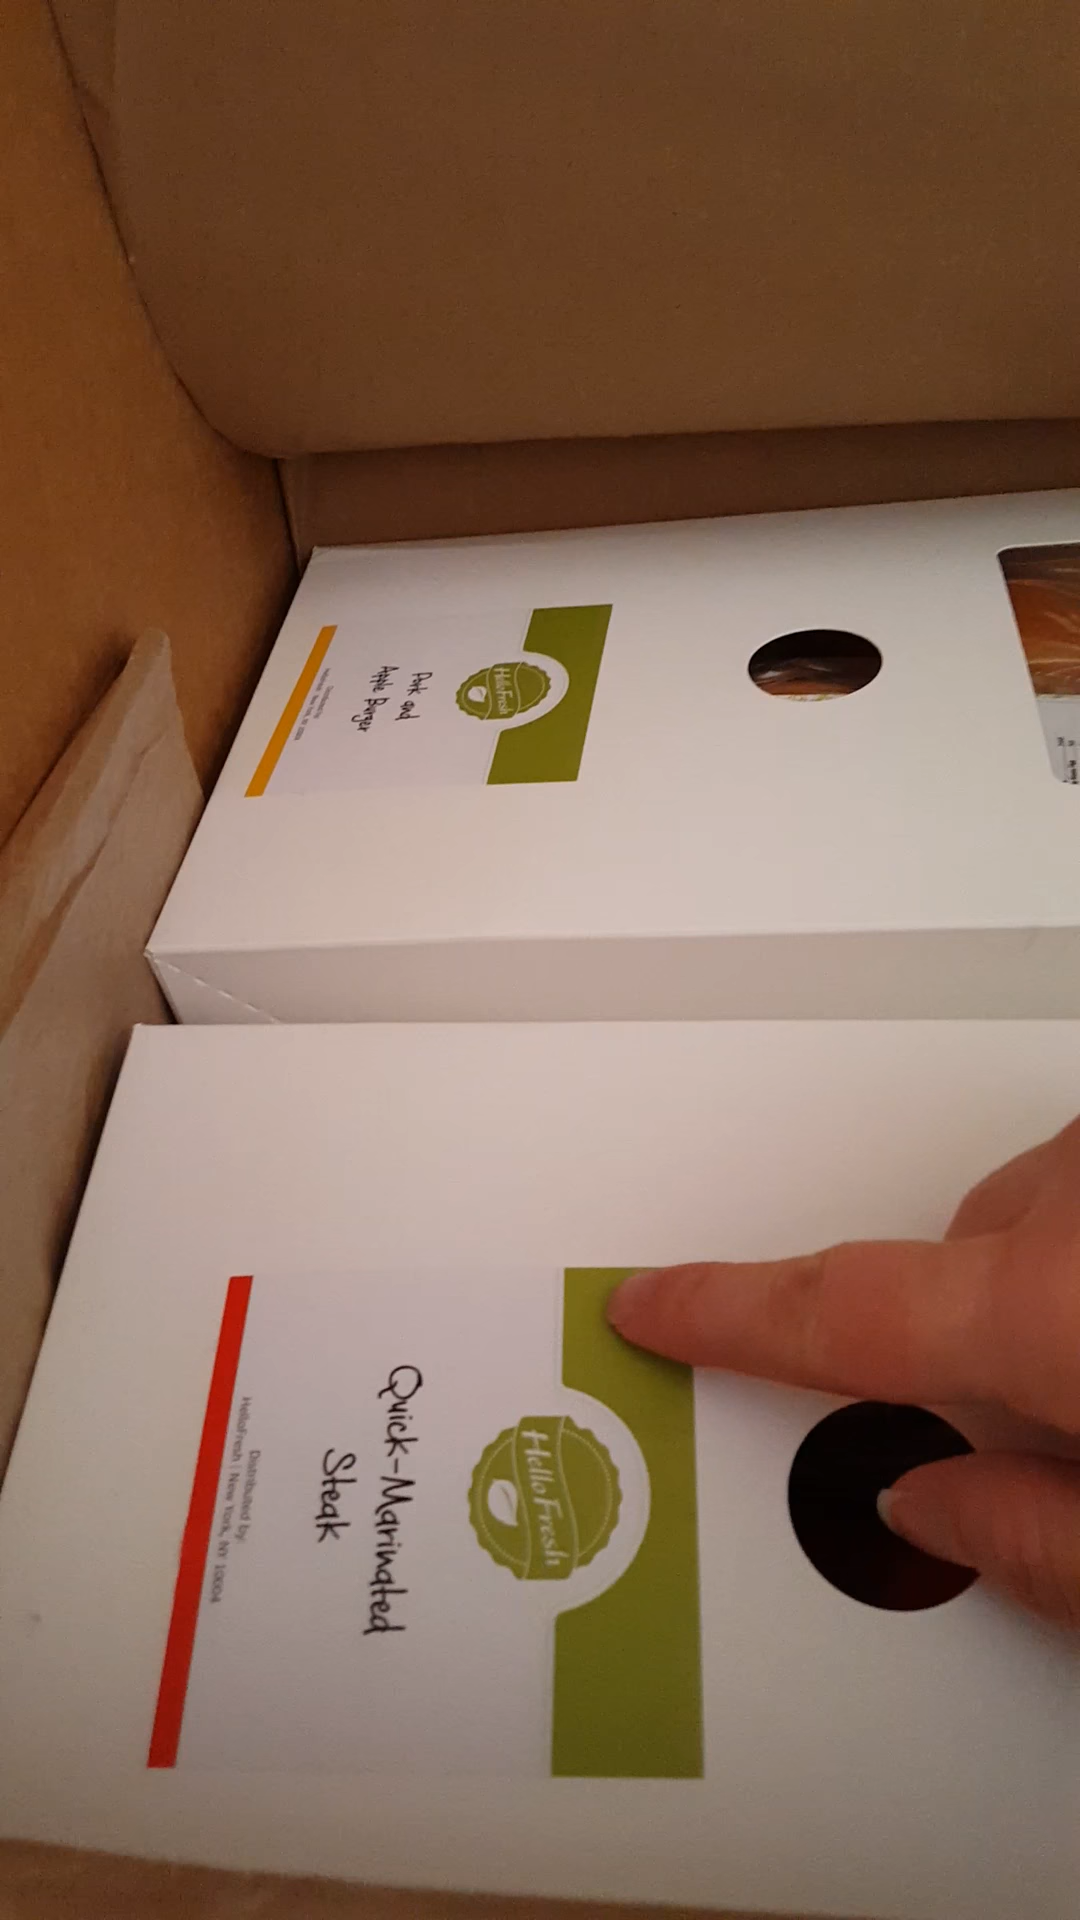 HelloFresh
Pork and
Apple Burger
HelloFresh
Quick-Marinated
Steak
Distributed by:
HelloFresh | New York, NY 10004